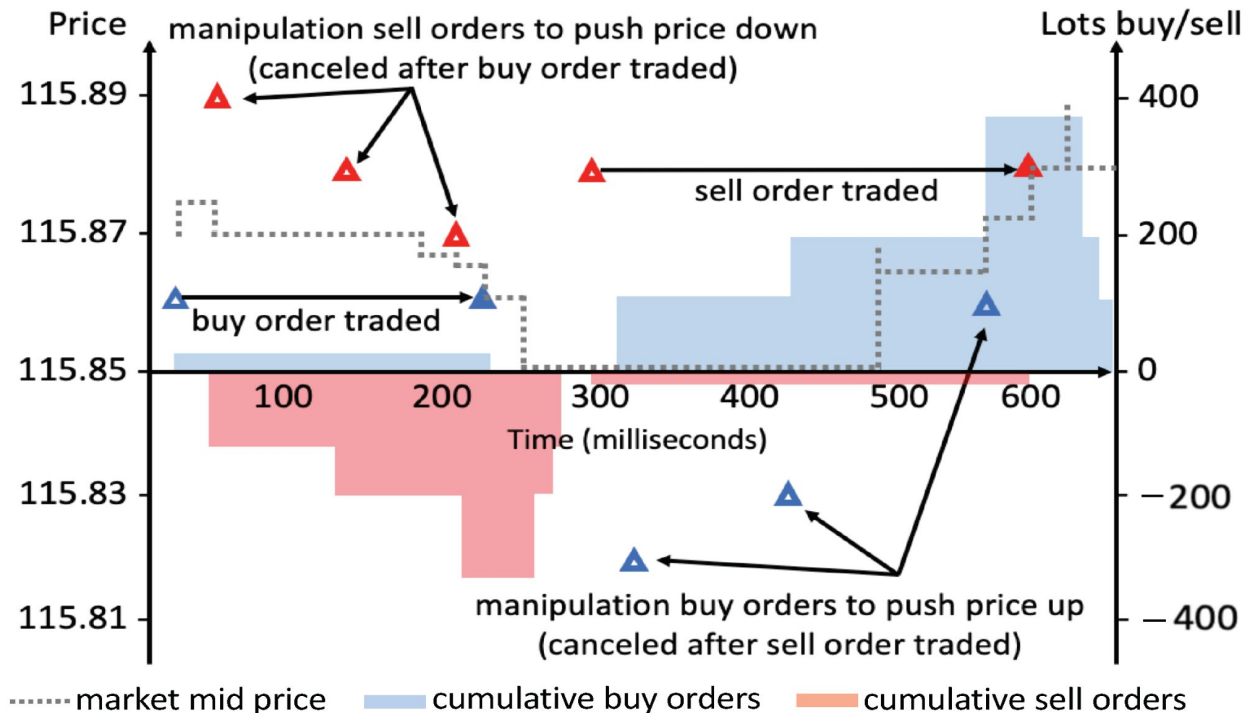 Price
Lots buy/sell
manipulation sell orders to push price down
(canceled after buy order traded)
115.89
400
sell order traded
115.87
200
buy order traded
115.85
0
100 200 300 400 500 600
Time (milliseconds)
115.83
−200
manipulation buy orders to push price up
(canceled after sell order traded)
115.81
−400
market mid price
cumulative buy orders
cumulative sell orders